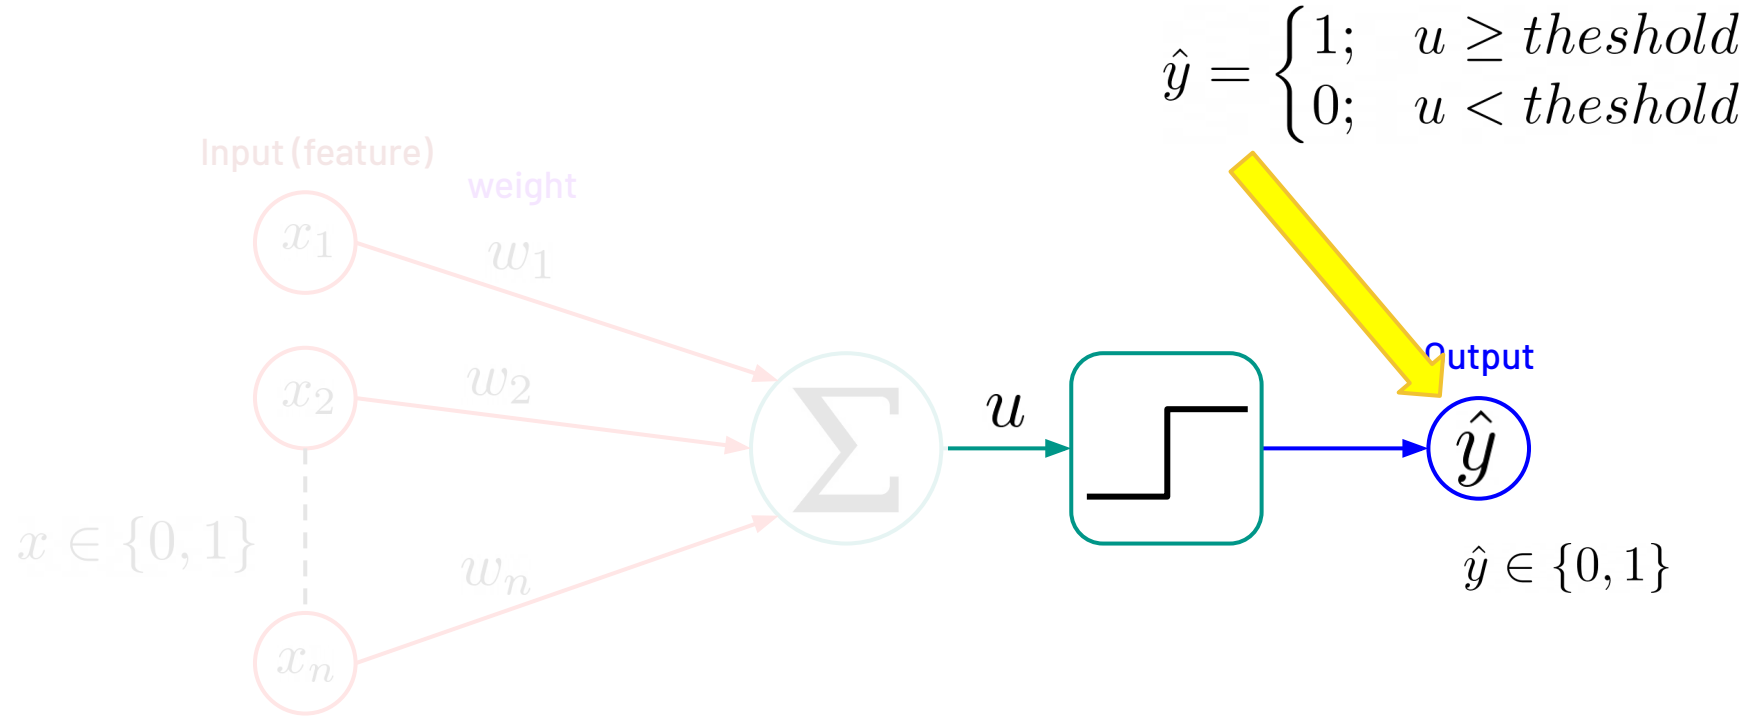 ŷ = { 1; u ≥ theshold
0; u < theshold
Input (feature)
weight
x₁
w₁
x₂
w₂
Σ
u
Output
ŷ
x ∈ {0, 1}
wₙ
ŷ ∈ {0, 1}
xₙ